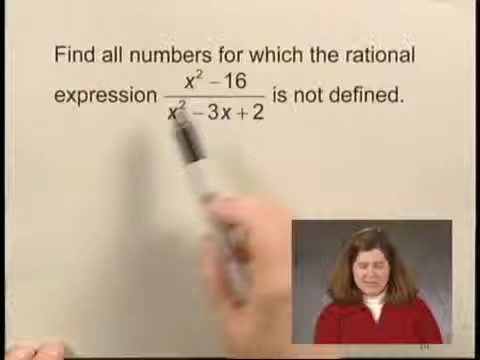 Find all numbers for which the rational
expression (x² − 16)/(x² − 3x + 2) is not defined.